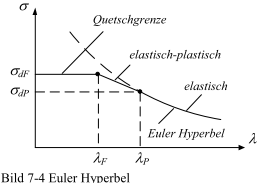 σ
Quetschgrenze
elastisch-plastisch
σdF
elastisch
σdP
Euler Hyperbel
λ
λF
λP
Bild 7-4 Euler Hyperbel